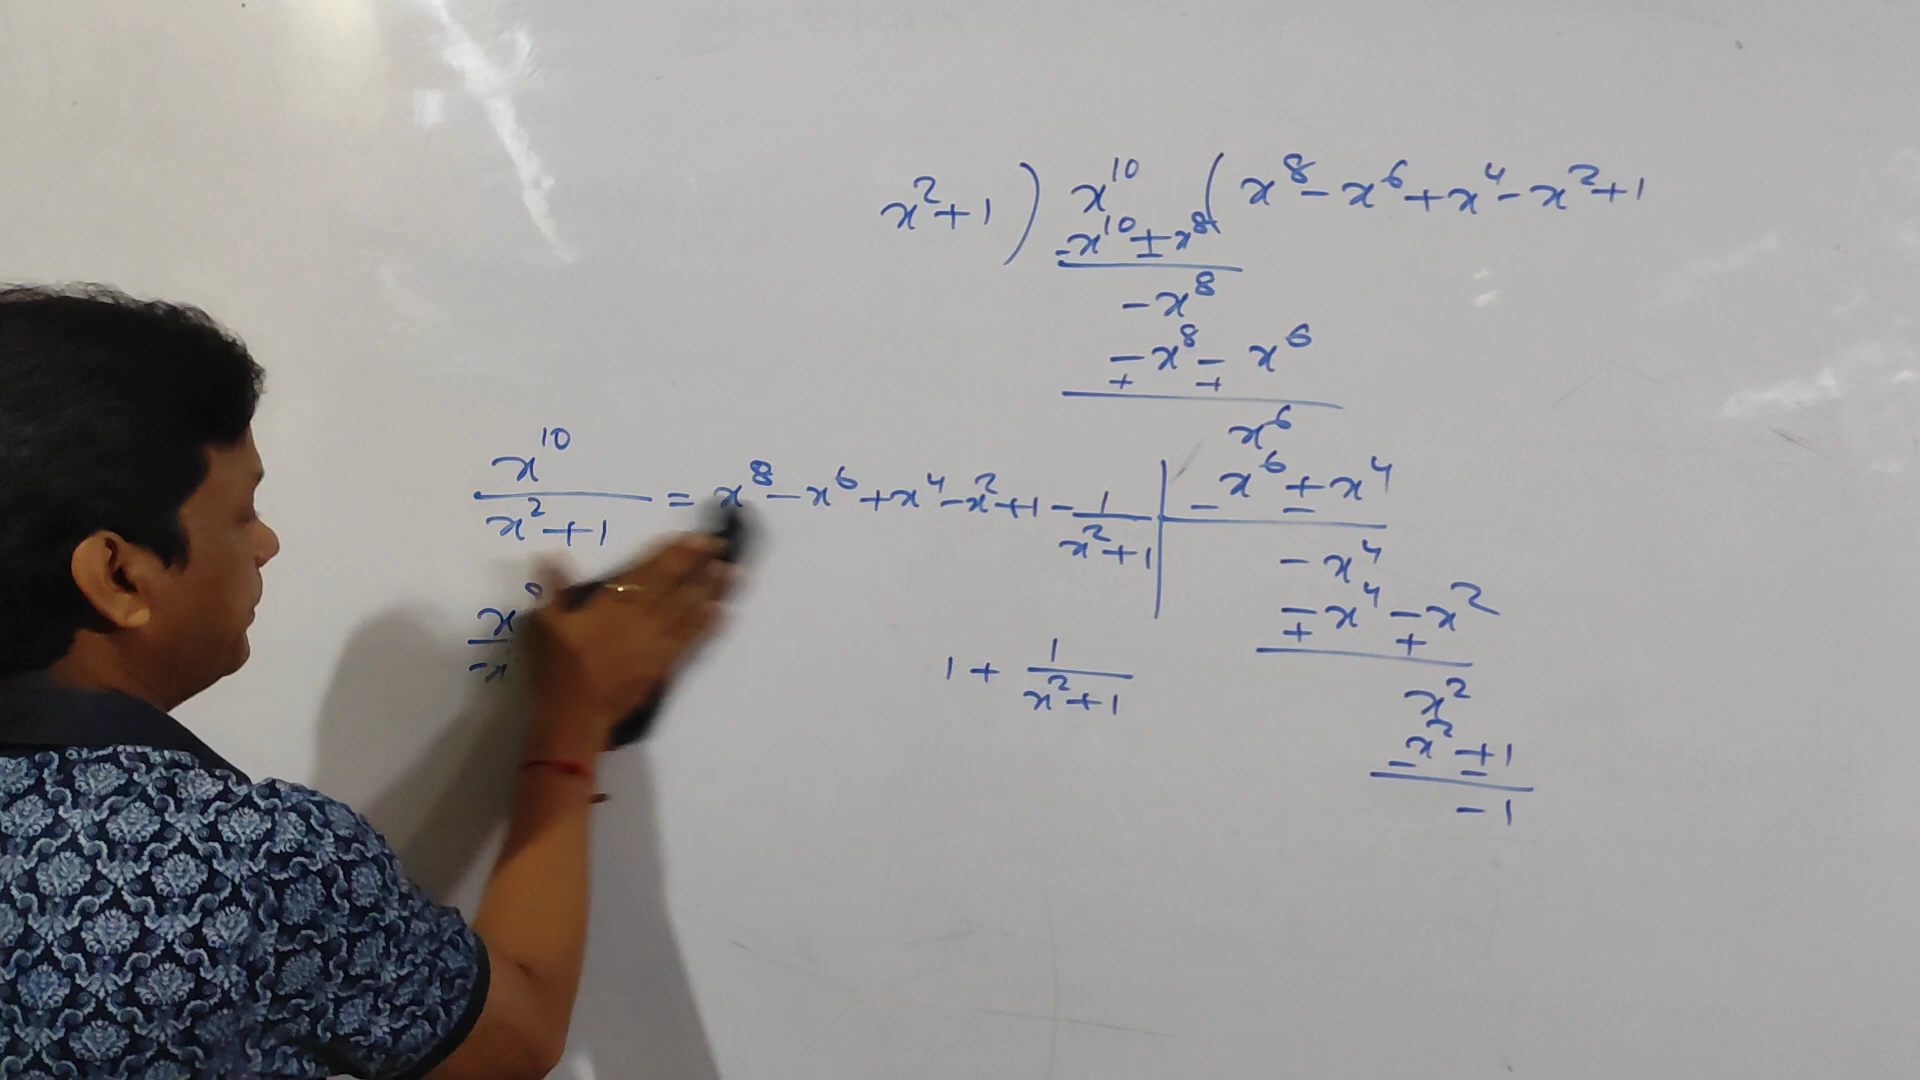 x²+1 ) x¹⁰ ( x⁸ - x⁶ + x⁴ - x² + 1
-x¹⁰ ± x⁸
- x⁸
- x⁸ - x⁶
+ +
x⁶
x⁶ + x⁴
- -
- x⁴
- x⁴ - x²
+ +
x²
x² + 1
- -
- 1
x¹⁰/(x²+1) = x⁸ - x⁶ + x⁴ - x² + 1 - 1/(x²+1)
1 + 1/(x²+1)